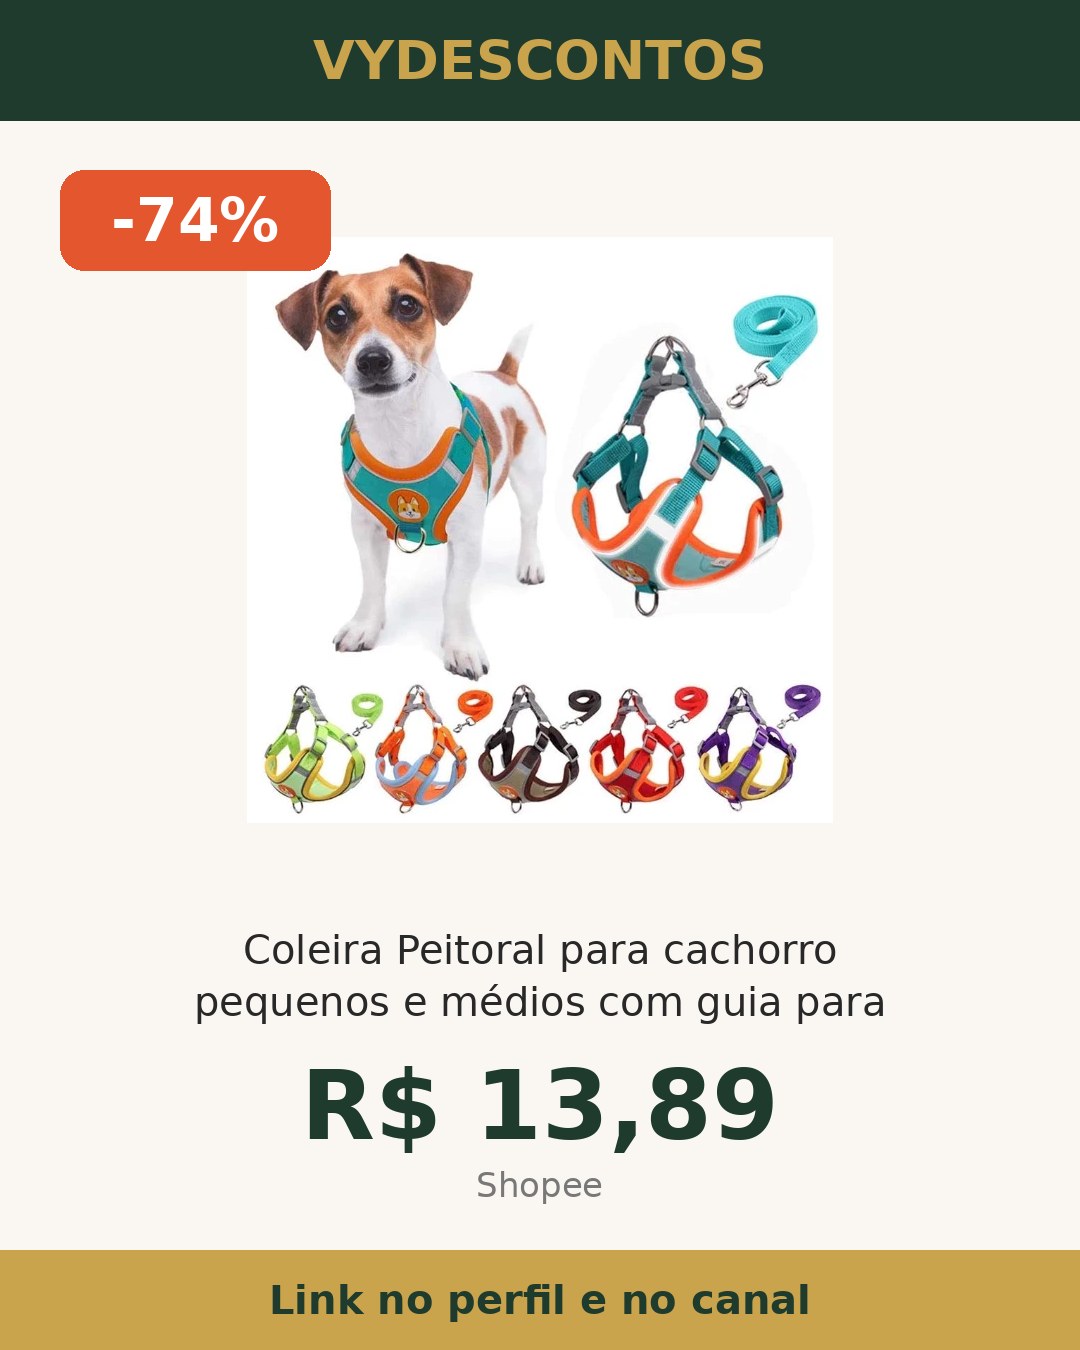 VYDESCONTOS
-74%
Coleira Peitoral para cachorro
pequenos e médios com guia para
R$ 13,89
Shopee
Link no perfil e no canal